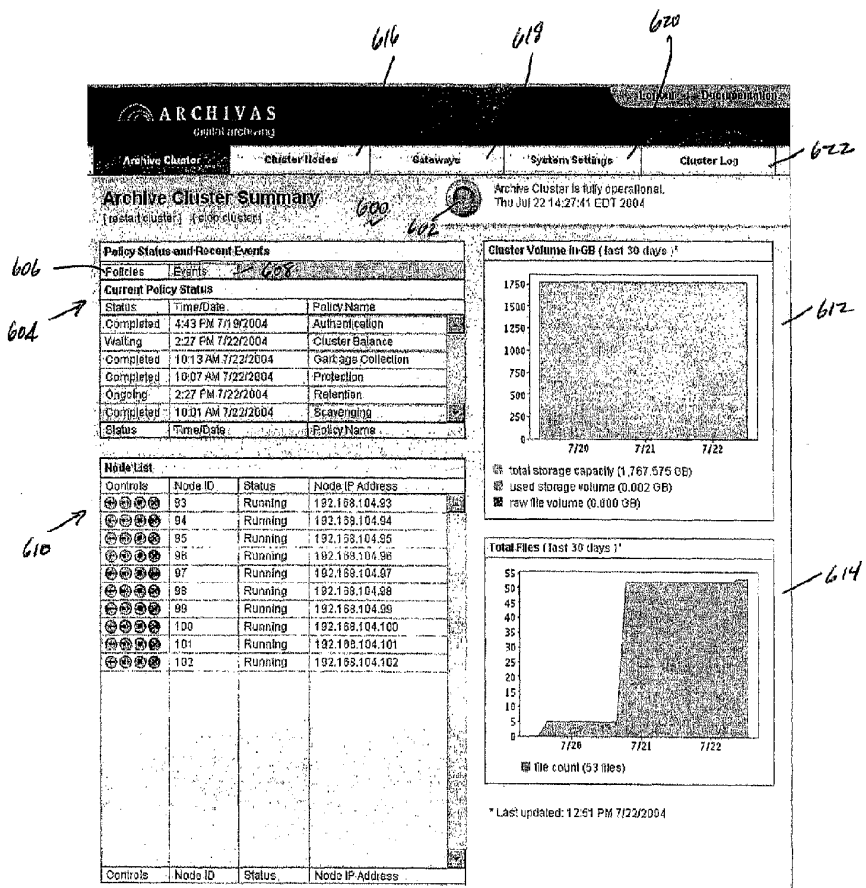 616 618 620
Logout Documentation
ARCHIVAS
digital archiving
Archive Cluster Cluster Nodes Gateways System Settings Cluster Log 622
Archive Cluster Summary
[restart cluster] [stop cluster]
600
602
Archive Cluster is fully operational.
Thu Jul 22 14:27:41 EDT 2004
Policy Status and Recent Events
606 Policies Events 608
604
Current Policy Status
Status Time/Date Policy Name
Completed 4:43 PM 7/19/2004 Authentication
Waiting 2:27 PM 7/22/2004 Cluster Balance
Completed 10:13 AM 7/22/2004 Garbage Collection
Completed 10:07 AM 7/22/2004 Protection
Ongoing 2:27 PM 7/22/2004 Retention
Completed 10:01 AM 7/22/2004 Scavenging
Status Time/Date Policy Name
Cluster Volume in GB (last 30 days)*
612
1750
1500
1250
1000
750
500
250
0
7/20 7/21 7/22
total storage capacity (1,767.575 GB)
used storage volume (0.002 GB)
raw file volume (0.000 GB)
Node List
610
Controls Node ID Status Node IP Address
93 Running 192.168.104.93
94 Running 192.168.104.94
95 Running 192.168.104.95
96 Running 192.168.104.96
97 Running 192.168.104.97
98 Running 192.168.104.98
99 Running 192.168.104.99
100 Running 192.168.104.100
101 Running 192.168.104.101
102 Running 192.168.104.102
Controls Node ID Status Node IP Address
Total Files (last 30 days)*
614
55
50
45
40
35
30
25
20
15
10
5
0
7/20 7/21 7/22
file count (53 files)
* Last updated: 12:51 PM 7/22/2004